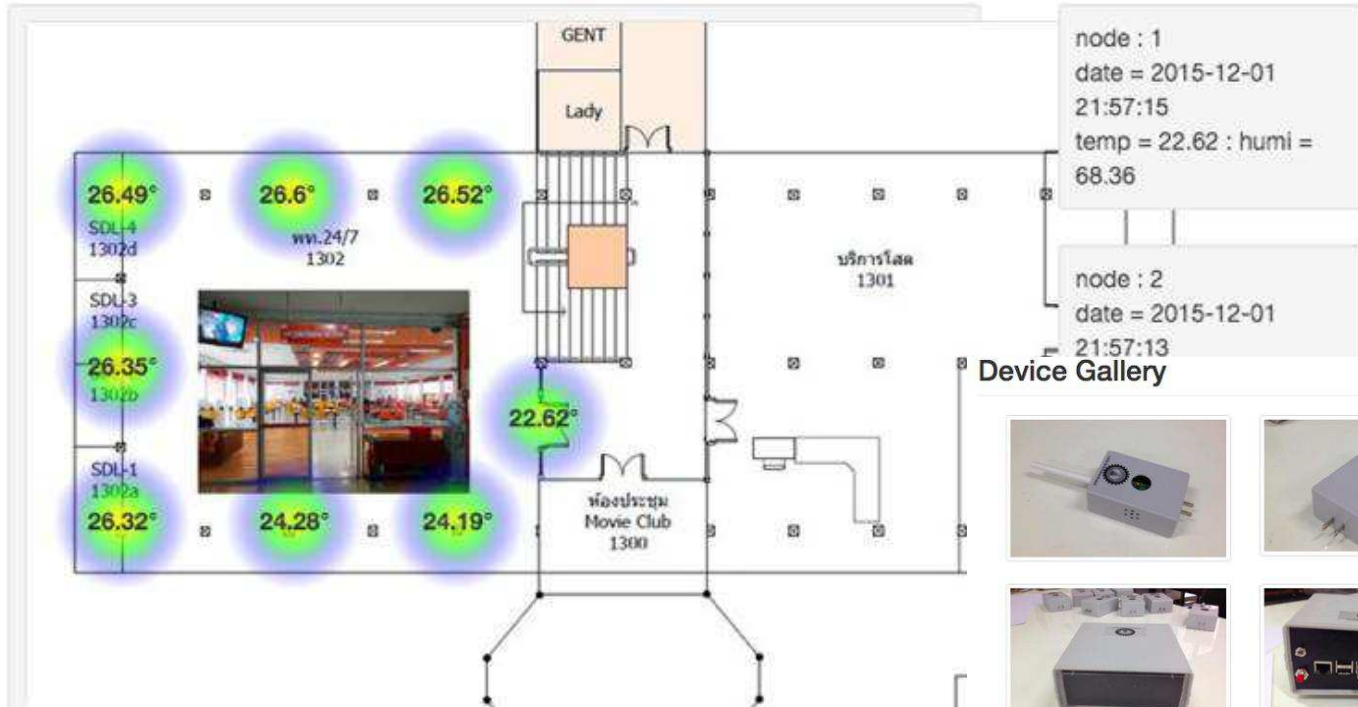 GENT
Lady
26.49°
26.6°
26.52°
SDL-4
1302d
พท.24/7
1302
SDL-3
1302c
26.35°
1302b
22.62°
SDL-1
1302a
26.32°
24.28°
24.19°
ห้องประชุม
Movie Club
1300
บริการโสต
1301
node : 1
date = 2015-12-01
21:57:15
temp = 22.62 : humi =
68.36
node : 2
date = 2015-12-01
21:57:13
Device Gallery